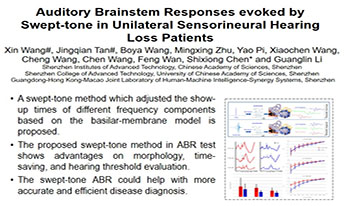 Auditory Brainstem Responses evoked by
Swept-tone in Unilateral Sensorineural Hearing
Loss Patients
Xin Wang#, Jingqian Tan#, Boya Wang, Mingxing Zhu, Yao Pi, Xiaochen Wang,
Cheng Wang, Chen Wang, Feng Wan, Shixiong Chen* and Guanglin Li
Shenzhen Institutes of Advanced Technology, Chinese Academy of Sciences, Shenzhen
Shenzhen College of Advanced Technology, University of Chinese Academy of Sciences, Shenzhen
Guangdong-Hong Kong-Macao Joint Laboratory of Human-Machine Intelligence-Synergy Systems, Shenzhen
• A swept-tone method which adjusted the show-
up times of different frequency components
based on the basilar-membrane model is
proposed.
• The proposed swept-tone method in ABR test
shows advantages on morphology, time-
saving, and hearing threshold evaluation.
• The swept-tone ABR could help with more
accurate and efficient disease diagnosis.